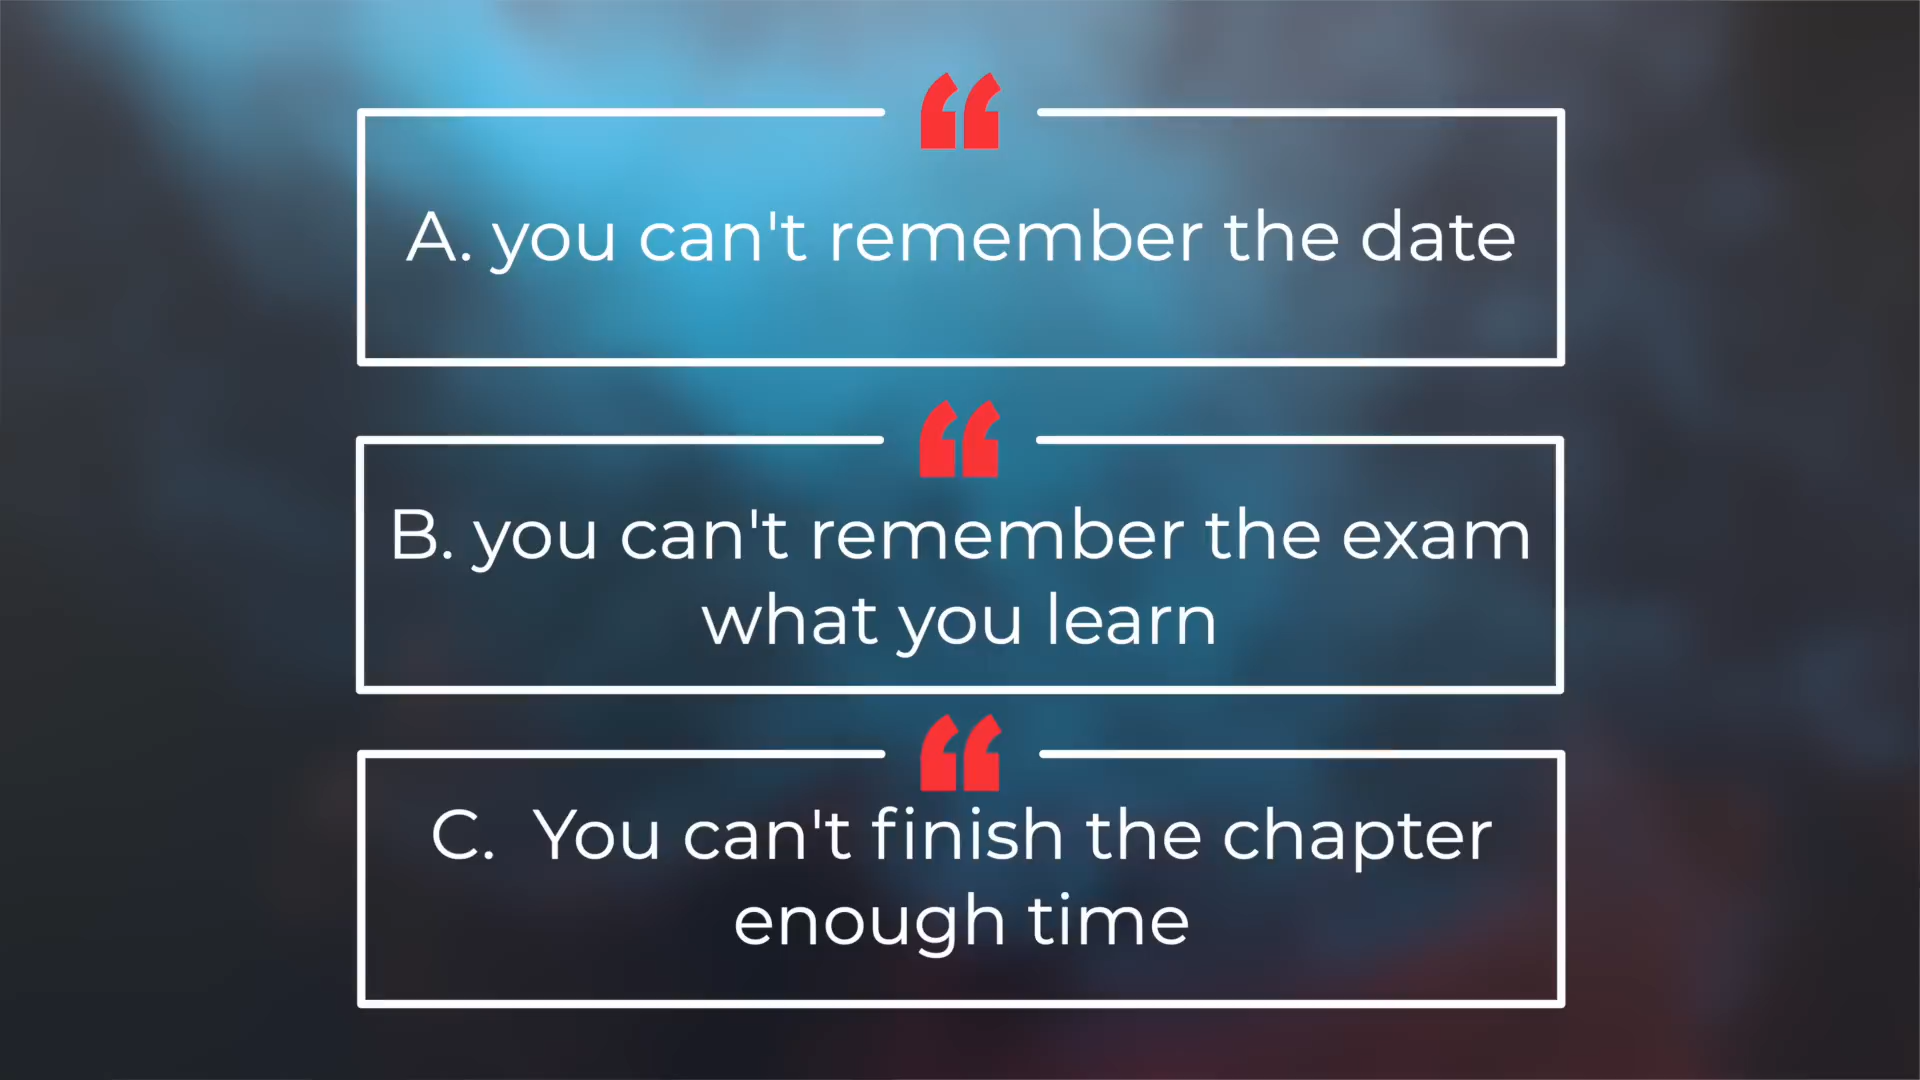 A. you can't remember the date
B. you can't remember the exam
what you learn
C. You can't finish the chapter
enough time